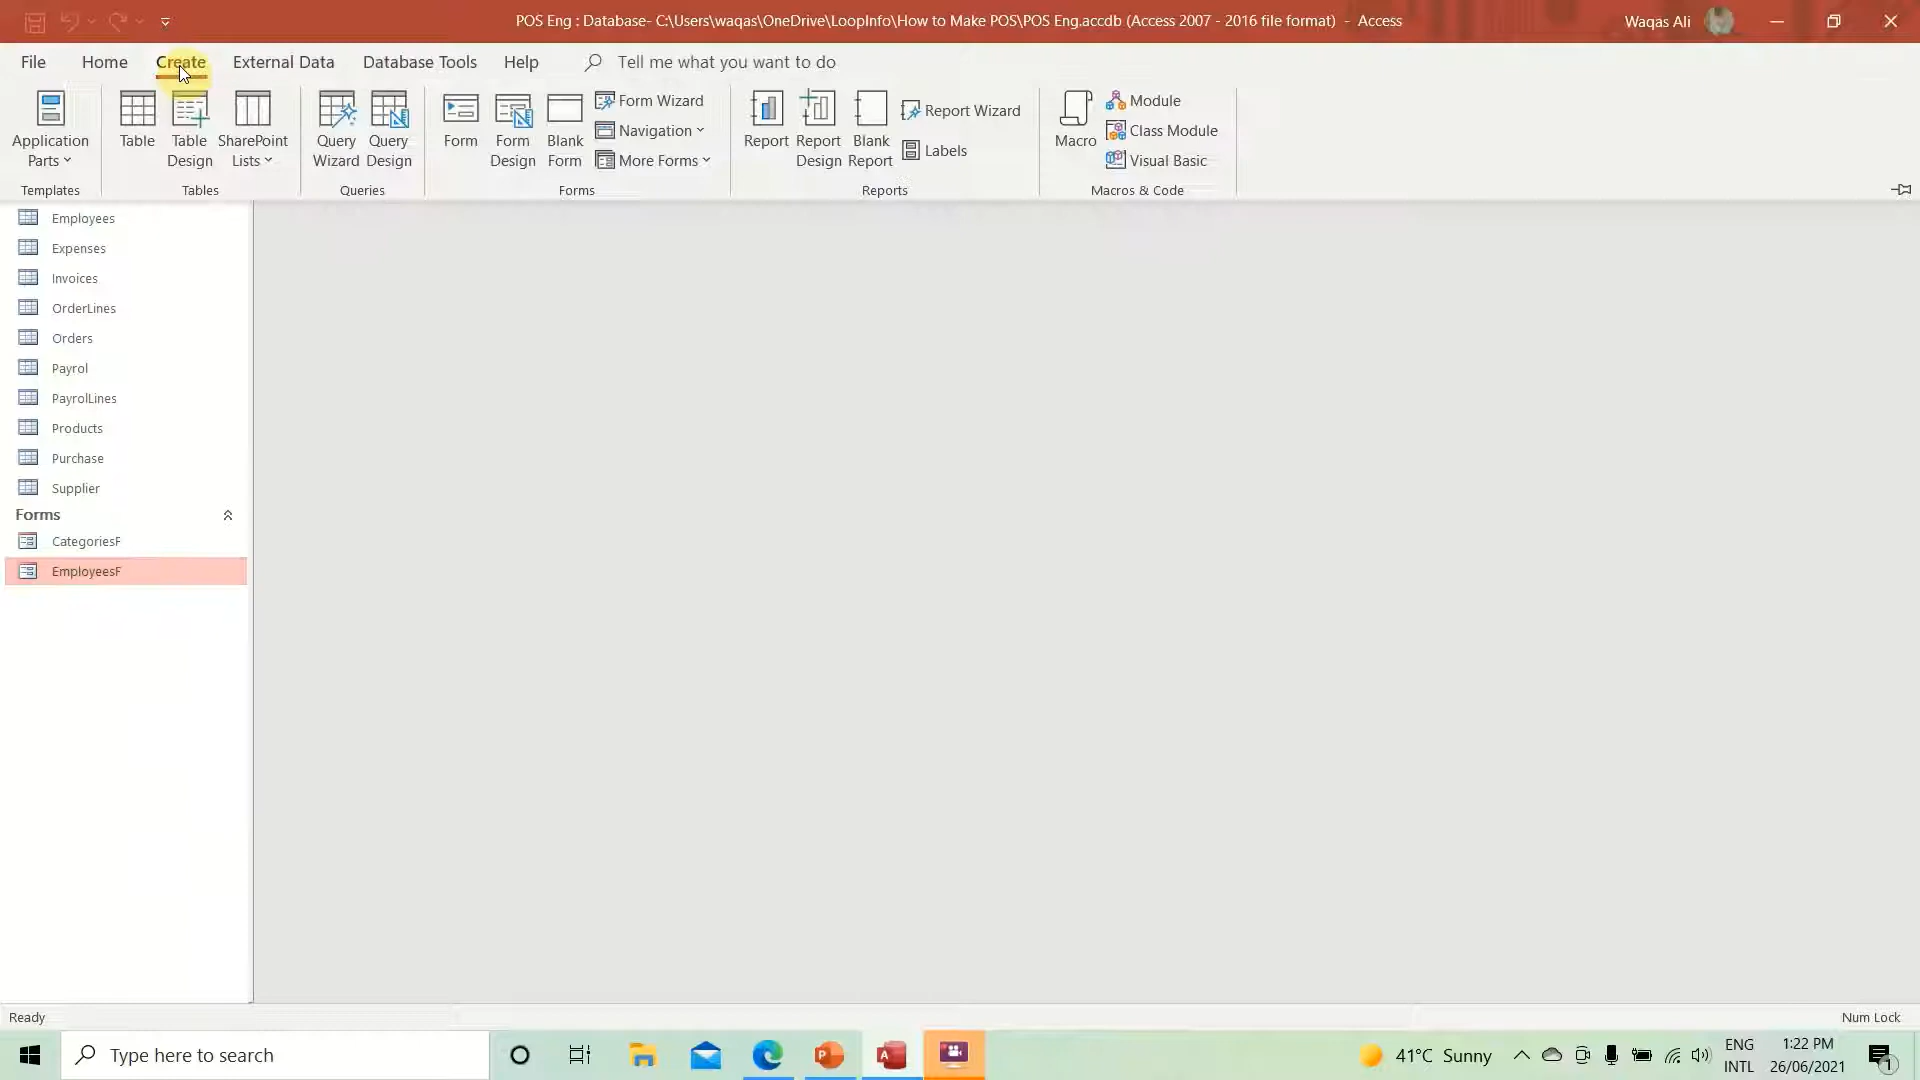 POS Eng : Database- C:\Users\waqas\OneDrive\LoopInfo\How to Make POS\POS Eng.accdb (Access 2007 - 2016 file format) - Access
Waqas Ali
File Home Create External Data Database Tools Help Tell me what you want to do
Application Parts
Table
Table Design
SharePoint Lists
Query Wizard
Query Design
Form
Form Design
Blank Form
Form Wizard
Navigation
More Forms
Report
Report Design
Blank Report
Report Wizard
Labels
Macro
Module
Class Module
Visual Basic
Templates Tables Queries Forms Reports Macros & Code
Employees
Expenses
Invoices
OrderLines
Orders
Payrol
PayrolLines
Products
Purchase
Supplier
Forms
CategoriesF
EmployeesF
Ready
Num Lock
Type here to search
41°C Sunny
ENG
INTL
1:22 PM
26/06/2021
1